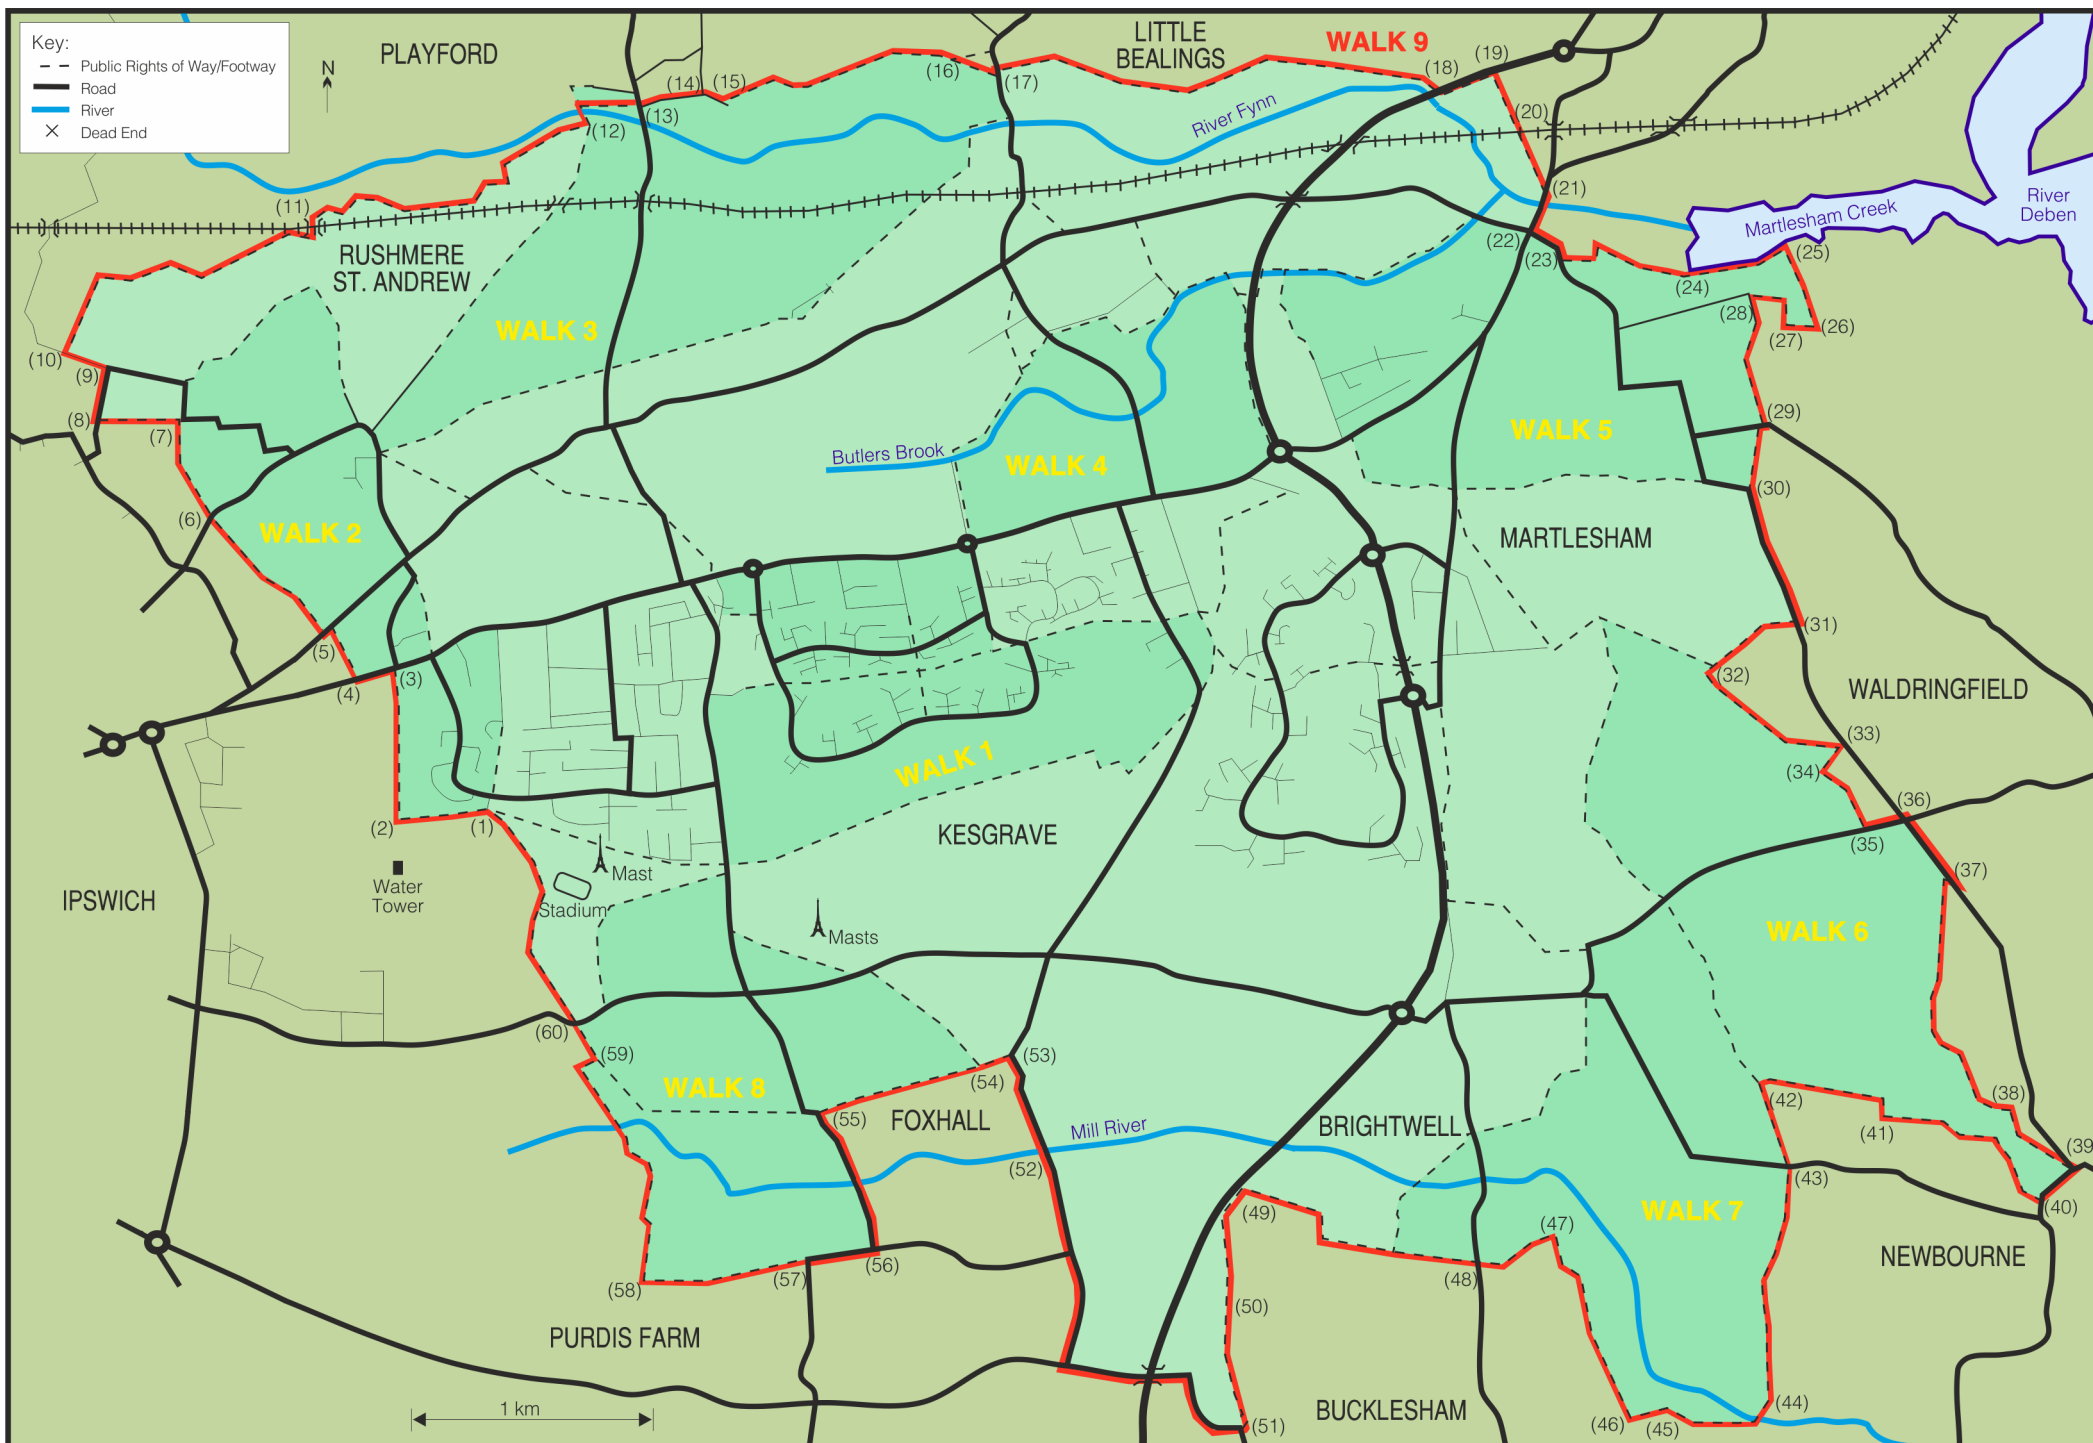 Key:
Public Rights of Way/Footway
Road
River
Dead End
N
PLAYFORD
LITTLE
BEALINGS
WALK 9
(19)
(18)
(16)
(17)
(14)
(15)
(13)
(12)
(20)
River Fynn
(21)
(11)
River
Deben
Martlesham Creek
(22)
(23)
(25)
(24)
RUSHMERE
ST. ANDREW
WALK 3
(28)
(27)
(26)
(10)
(9)
(8)
(7)
(29)
Butlers Brook
WALK 4
WALK 5
(30)
(6)
WALK 2
MARTLESHAM
(31)
(5)
(4)
(3)
(32)
WALDRINGFIELD
(33)
(34)
WALK 1
(36)
(35)
(2)
(1)
KESGRAVE
(37)
Mast
Water
Tower
Stadium
IPSWICH
Masts
WALK 6
(60)
(59)
(53)
(54)
WALK 8
(55)
FOXHALL
Mill River
BRIGHTWELL
(42)
(41)
(38)
(39)
(52)
(43)
(40)
(49)
WALK 7
(47)
(48)
(56)
(57)
(58)
NEWBOURNE
(50)
PURDIS FARM
1 km
BUCKLESHAM
(51)
(46)
(45)
(44)